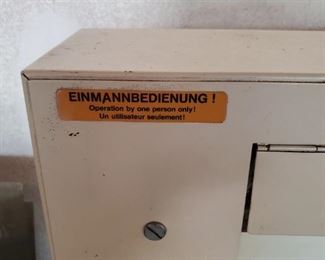 EINMANNBEDIENUNG !
Operation by one person only!
Un utilisateur seulement!